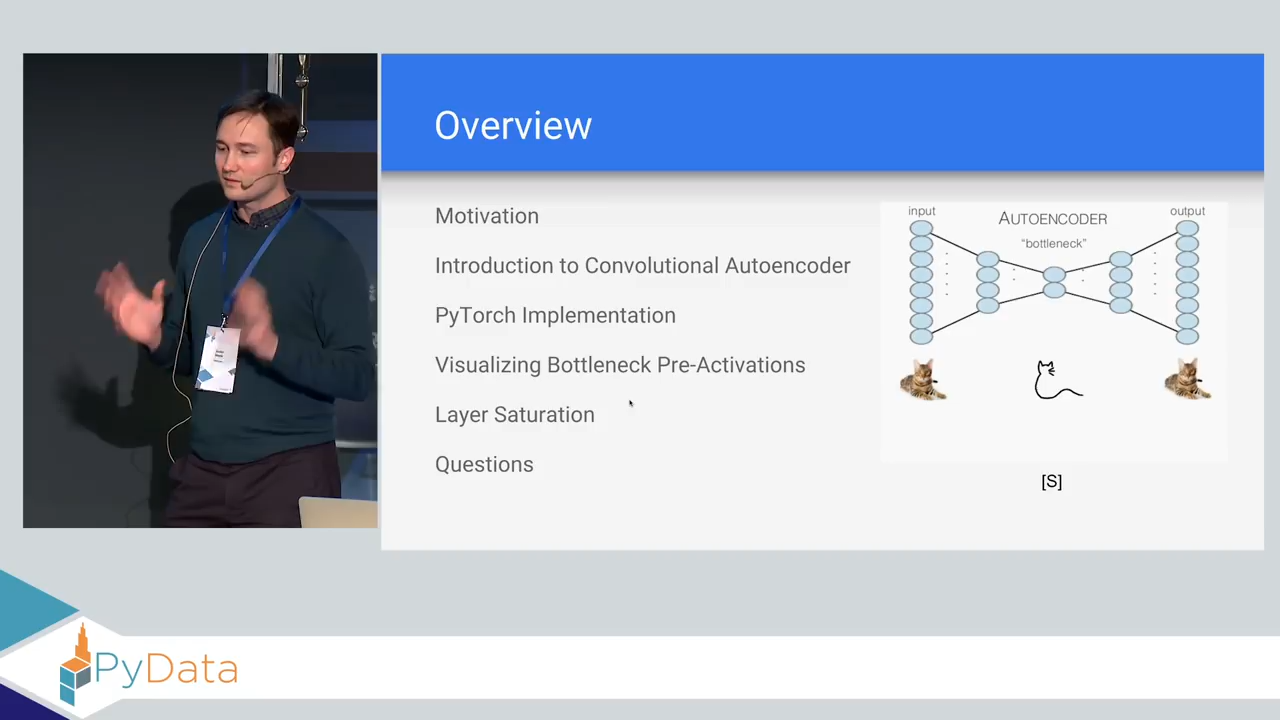 Overview
Motivation
Introduction to Convolutional Autoencoder
PyTorch Implementation
Visualizing Bottleneck Pre-Activations
Layer Saturation
Questions
input
AUTOENCODER
output
"bottleneck"
[S]
PyData